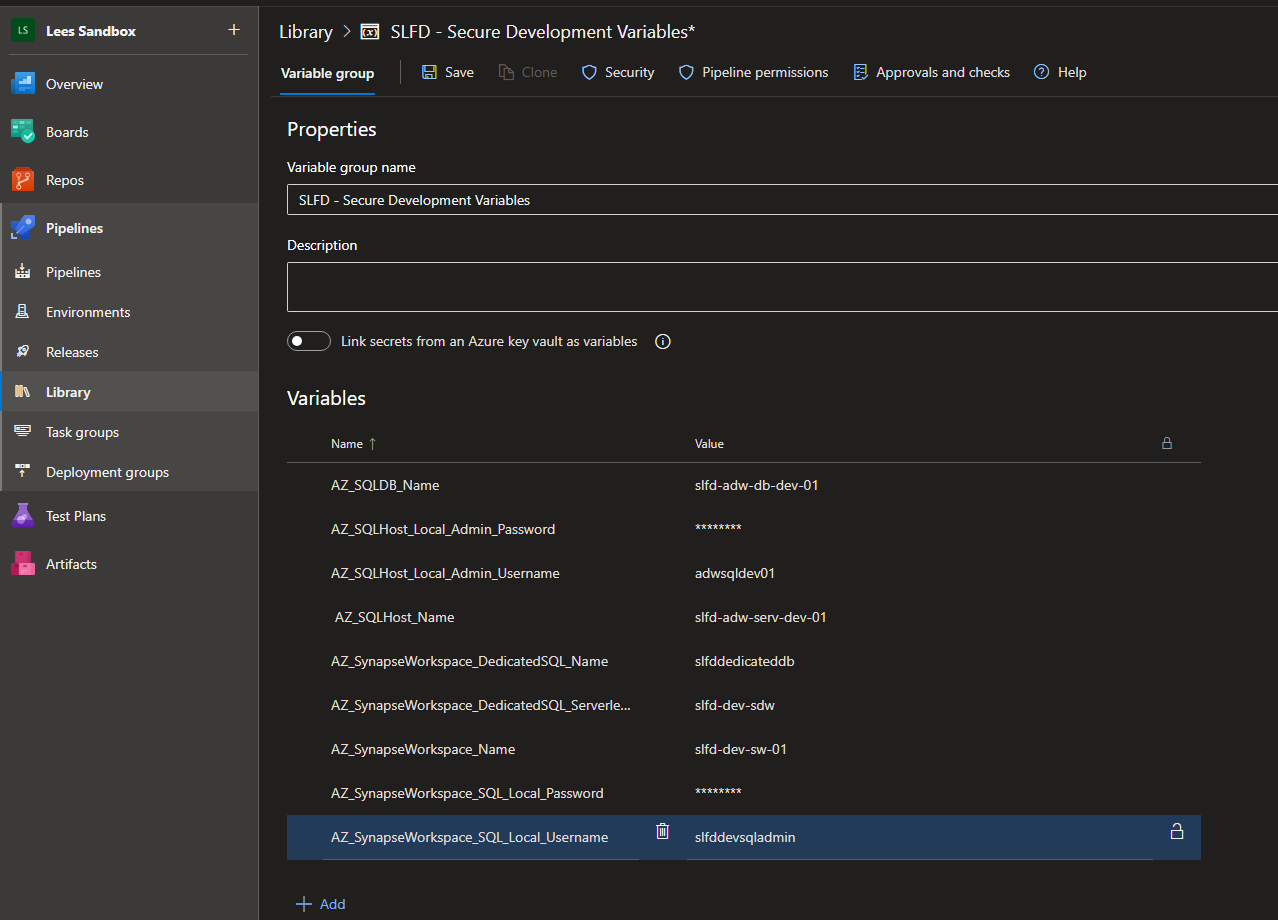 LS Lees Sandbox +
Library > SLFD - Secure Development Variables*
Variable group Save Clone Security Pipeline permissions Approvals and checks Help
Overview
Boards
Repos
Pipelines
Pipelines
Environments
Releases
Library
Task groups
Deployment groups
Test Plans
Artifacts
Properties
Variable group name
SLFD - Secure Development Variables
Description
Link secrets from an Azure key vault as variables
Variables
Name ↑ Value
AZ_SQLDB_Name slfd-adw-db-dev-01
AZ_SQLHost_Local_Admin_Password ********
AZ_SQLHost_Local_Admin_Username adwsqldev01
AZ_SQLHost_Name slfd-adw-serv-dev-01
AZ_SynapseWorkspace_DedicatedSQL_Name slfddedicateddb
AZ_SynapseWorkspace_DedicatedSQL_Serverle... slfd-dev-sdw
AZ_SynapseWorkspace_Name slfd-dev-sw-01
AZ_SynapseWorkspace_SQL_Local_Password ********
AZ_SynapseWorkspace_SQL_Local_Username slfddevsqladmin
+ Add